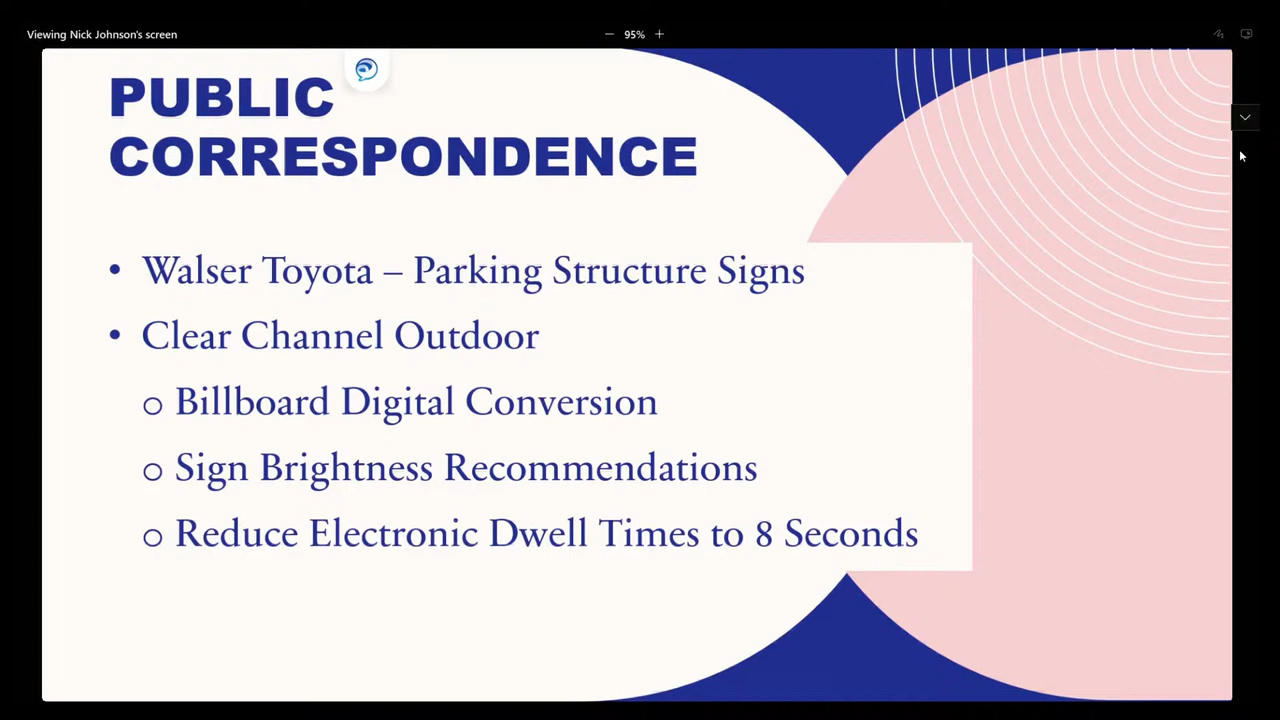 Viewing Nick Johnson's screen
95%
PUBLIC
CORRESPONDENCE
• Walser Toyota – Parking Structure Signs
• Clear Channel Outdoor
o Billboard Digital Conversion
o Sign Brightness Recommendations
o Reduce Electronic Dwell Times to 8 Seconds